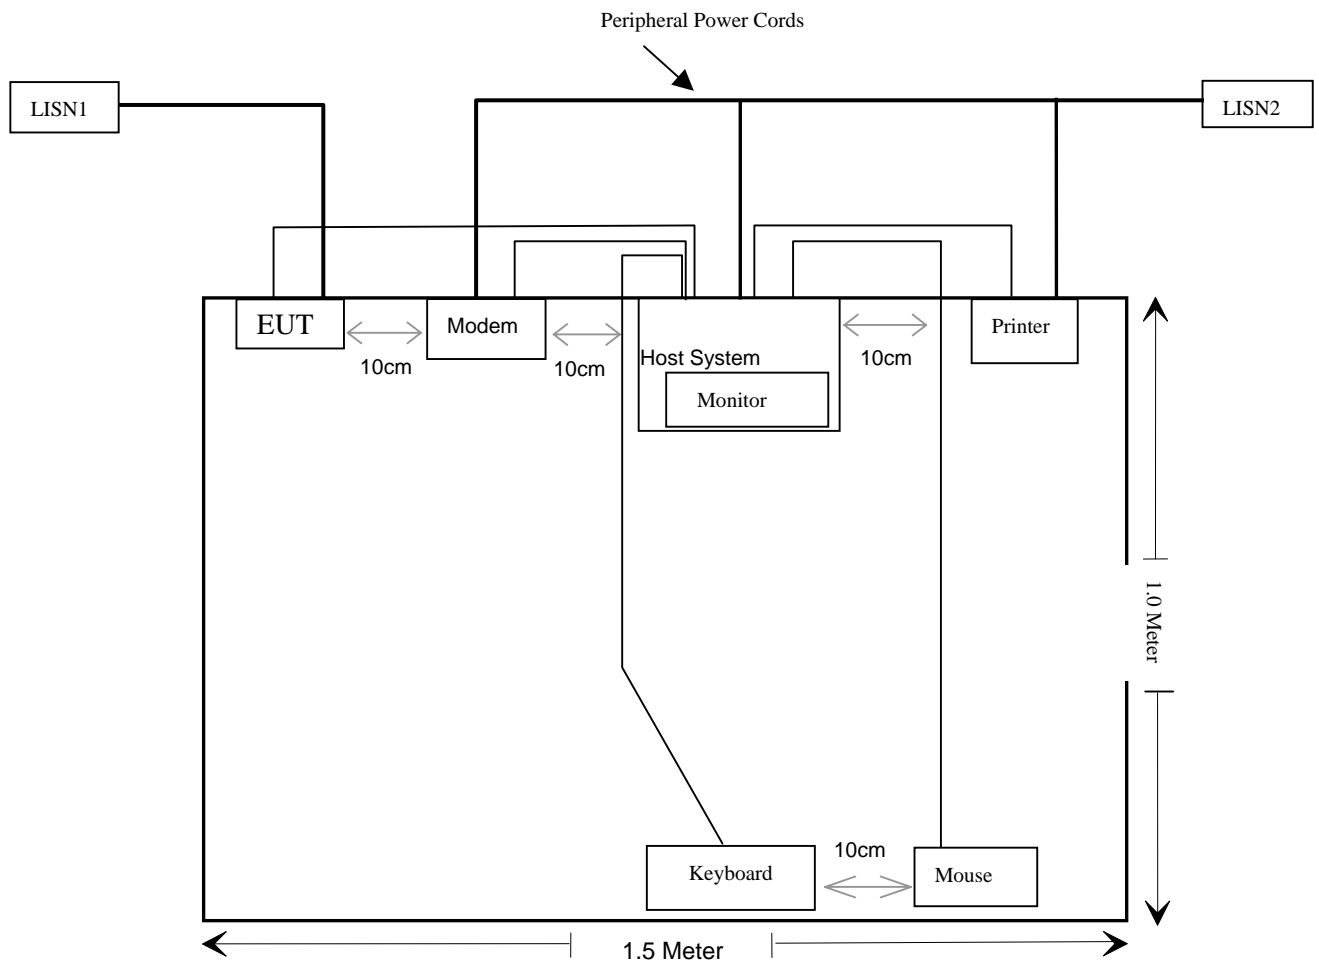 Peripheral Power Cords
LISN1
LISN2
EUT
Modem
Printer
10cm
10cm
Host System
10cm
Monitor
1.0 Meter
10cm
Keyboard
Mouse
1.5 Meter